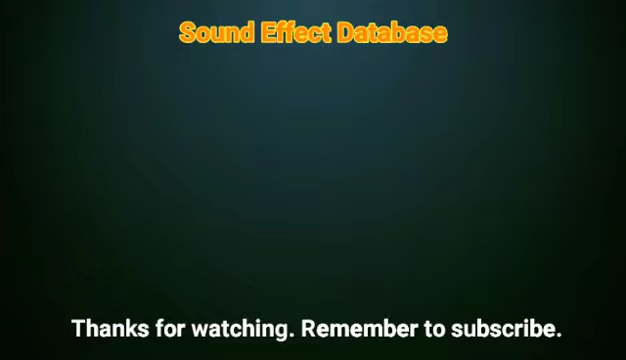 Sound Effect Database
Thanks for watching. Remember to subscribe.